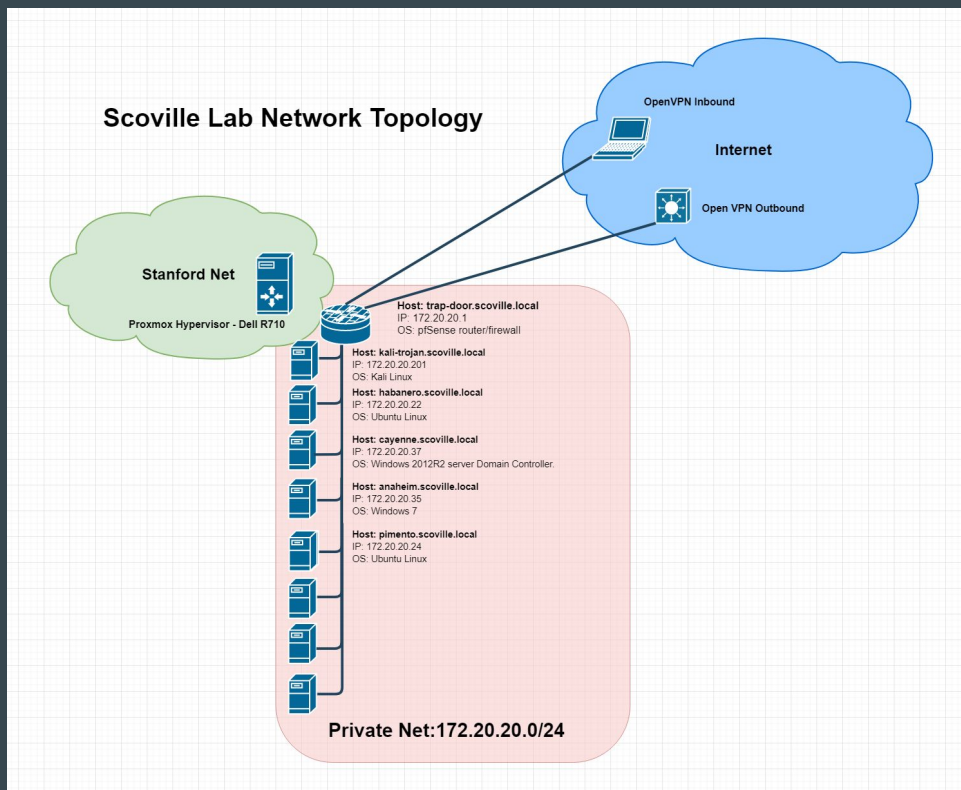 Scoville Lab Network Topology
OpenVPN Inbound
Internet
Open VPN Outbound
Stanford Net
Proxmox Hypervisor - Dell R710
Host: trap-door.scoville.local
IP: 172.20.20.1
OS: pfSense router/firewall
Host: kali-trojan.scoville.local
IP: 172.20.20.201
OS: Kali Linux
Host: habanero.scoville.local
IP: 172.20.20.22
OS: Ubuntu Linux
Host: cayenne.scoville.local
IP: 172.20.20.37
OS: Windows 2012R2 server Domain Controller.
Host: anaheim.scoville.local
IP: 172.20.20.35
OS: Windows 7
Host: pimento.scoville.local
IP: 172.20.20.24
OS: Ubuntu Linux
Private Net:172.20.20.0/24